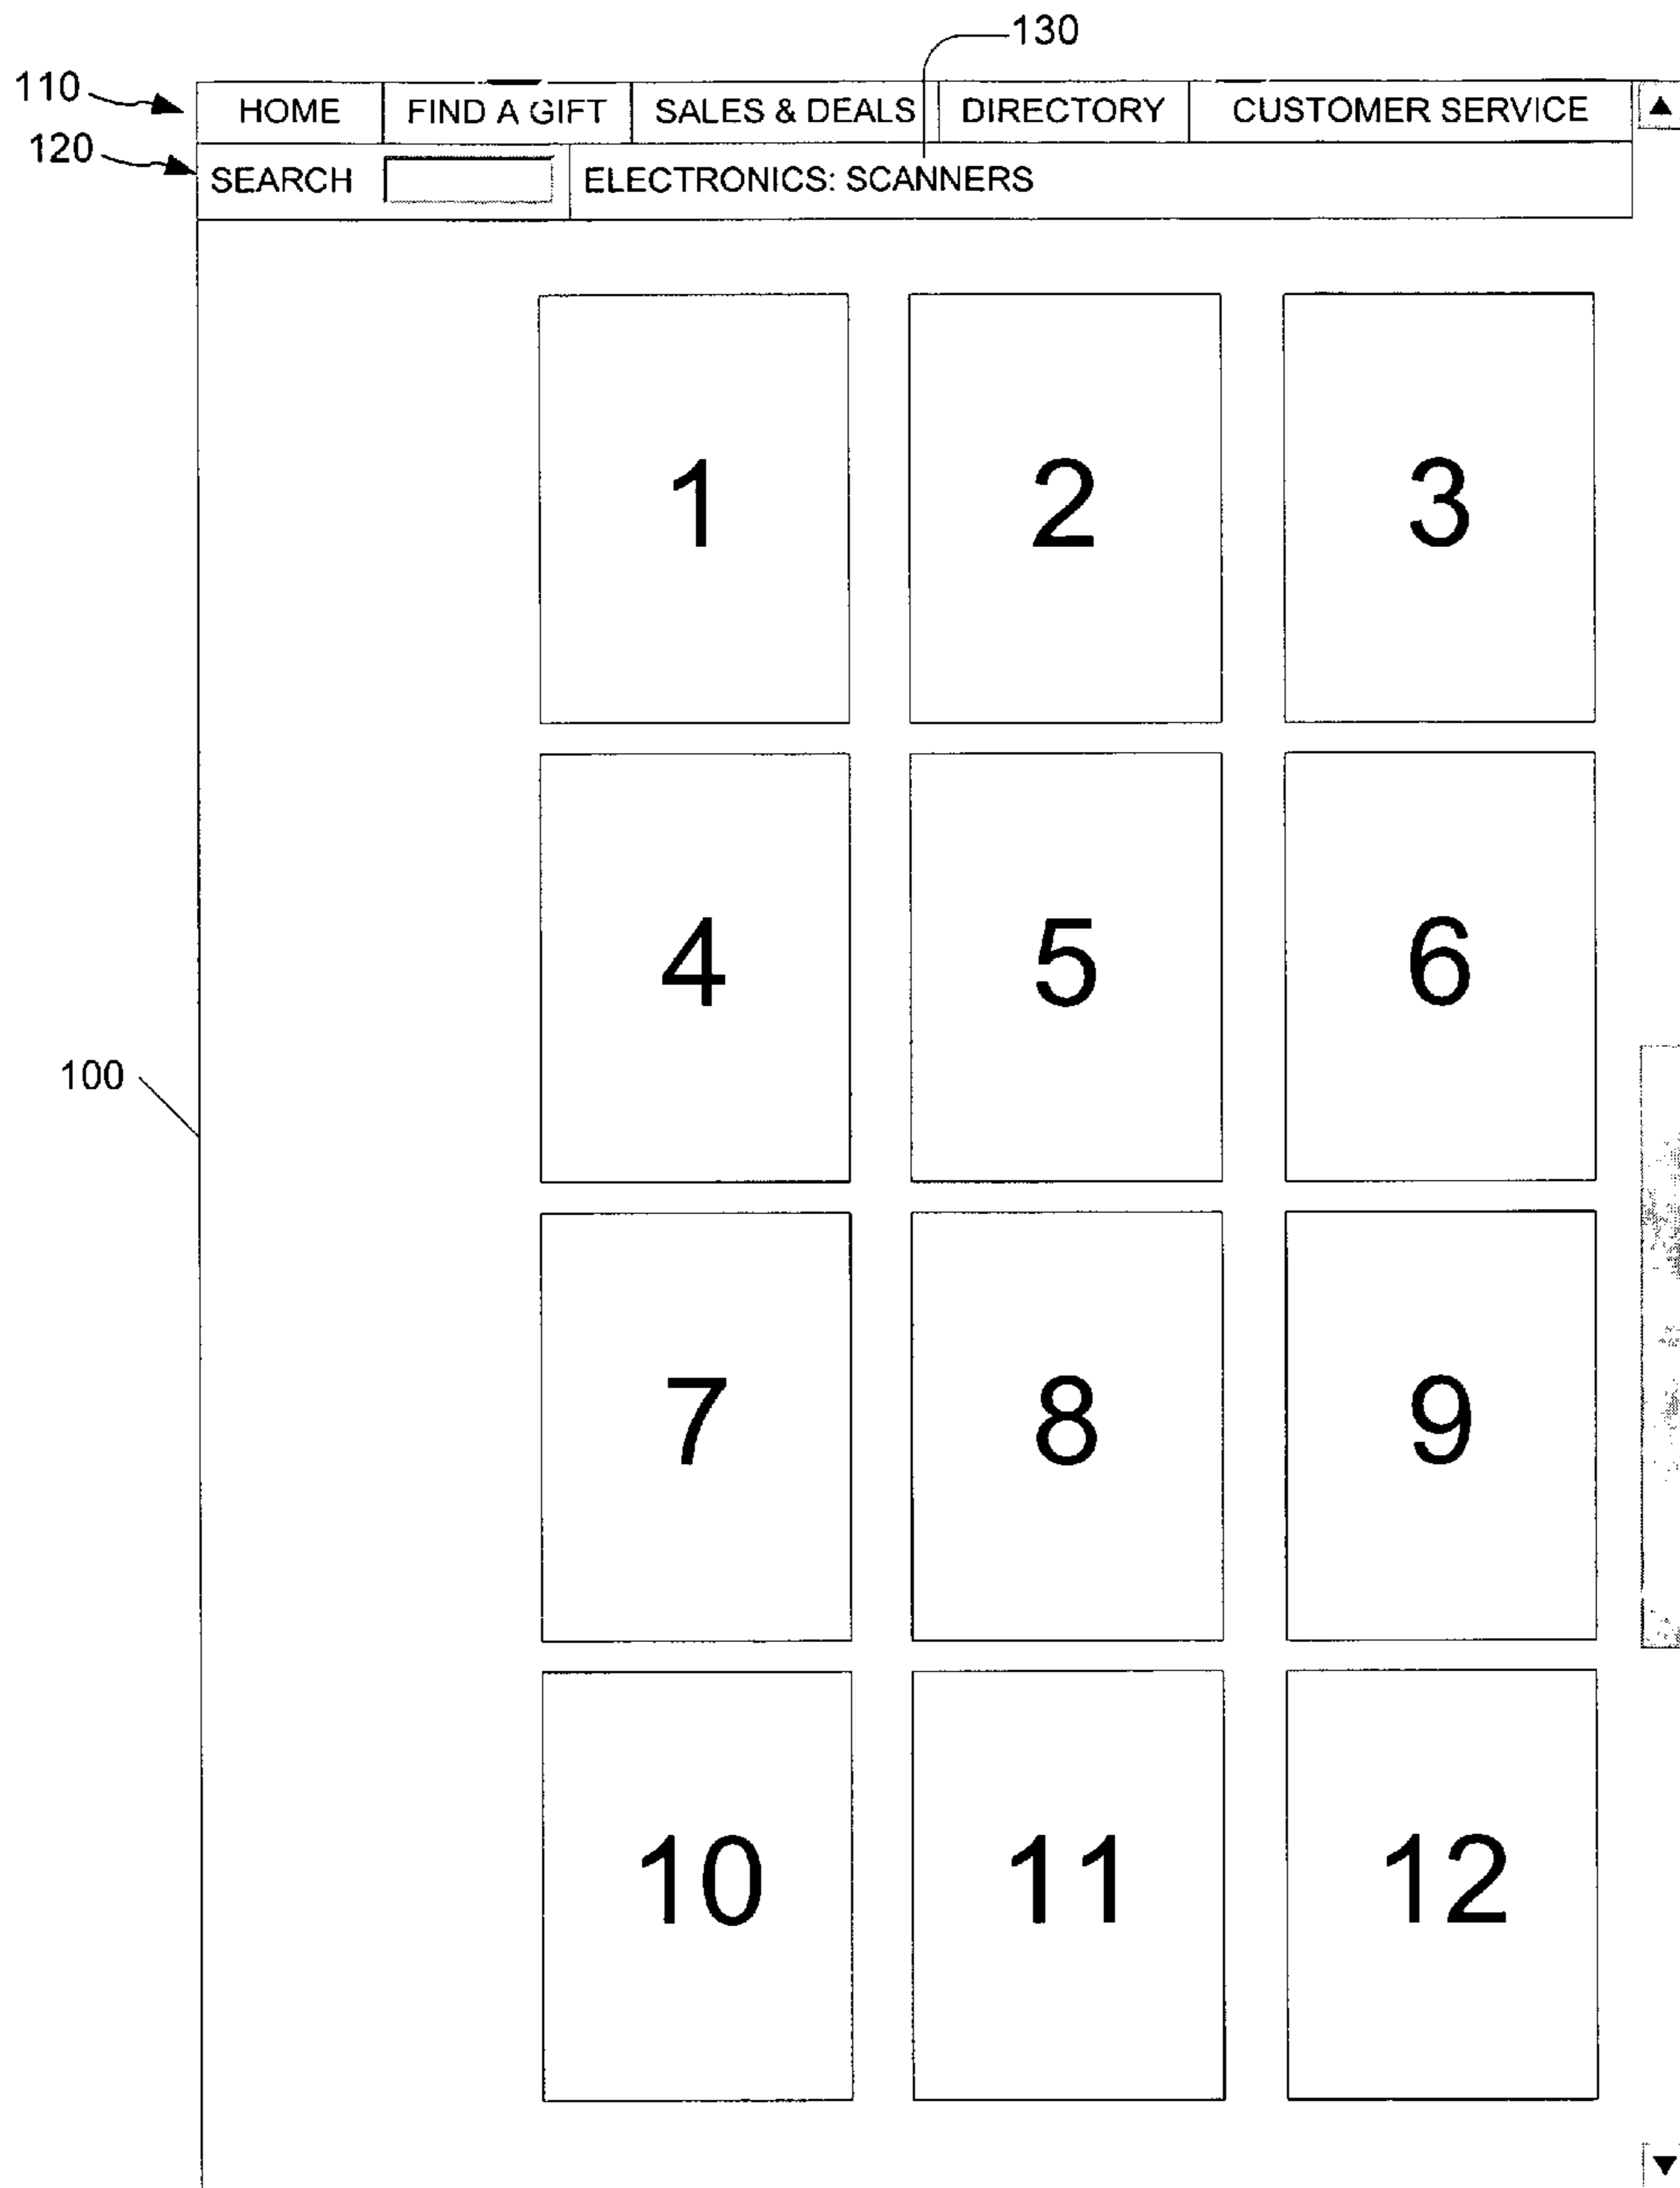 130
110 HOME FIND A GIFT SALES & DEALS DIRECTORY CUSTOMER SERVICE
120 SEARCH ELECTRONICS: SCANNERS
1 2 3
4 5 6
100
7 8 9
10 11 12